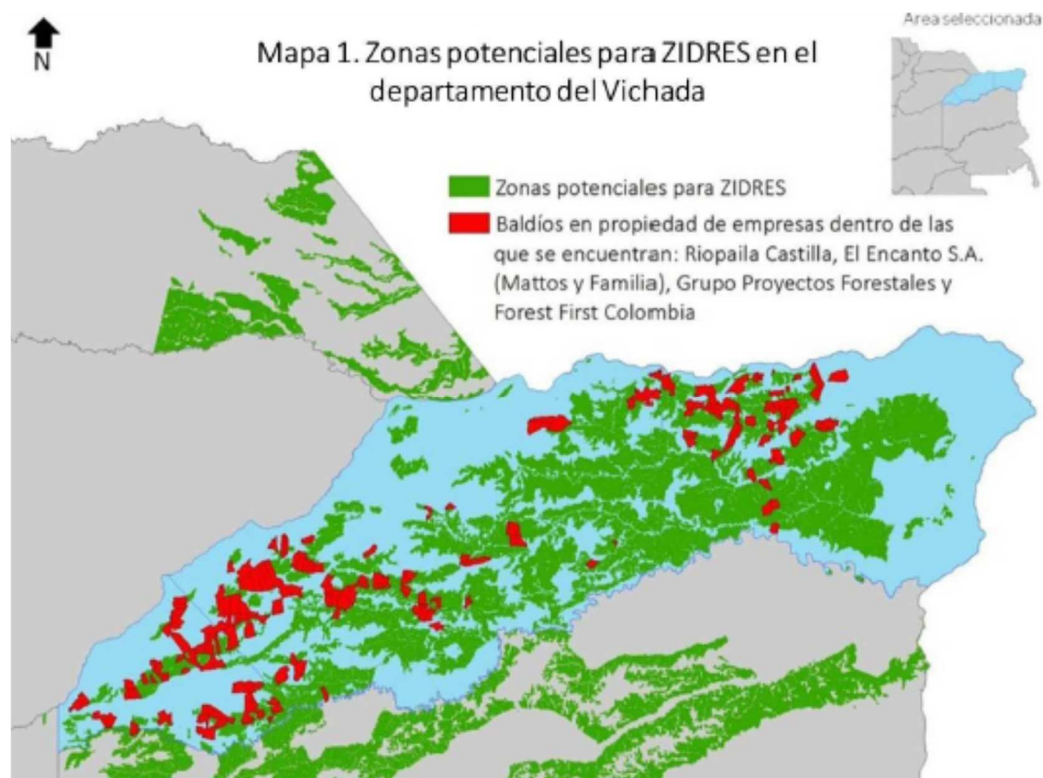 Area seleccionada
N
Mapa 1. Zonas potenciales para ZIDRES en el
departamento del Vichada
Zonas potenciales para ZIDRES
Baldíos en propiedad de empresas dentro de las
que se encuentran: Riopaila Castilla, El Encanto S.A.
(Mattos y Familia), Grupo Proyectos Forestales y
Forest First Colombia